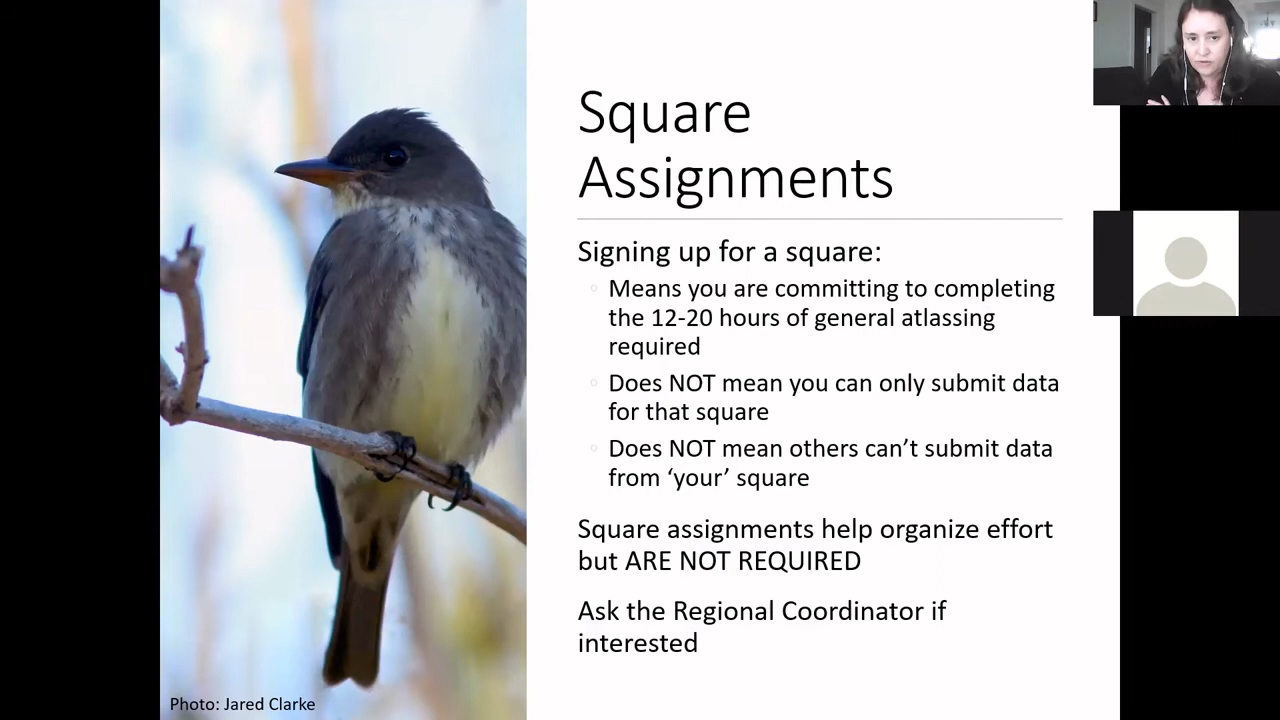 Square
Assignments
Signing up for a square:
Means you are committing to completing
the 12-20 hours of general atlassing
required
Does NOT mean you can only submit data
for that square
Does NOT mean others can’t submit data
from ‘your’ square
Square assignments help organize effort
but ARE NOT REQUIRED
Ask the Regional Coordinator if
interested
Photo: Jared Clarke